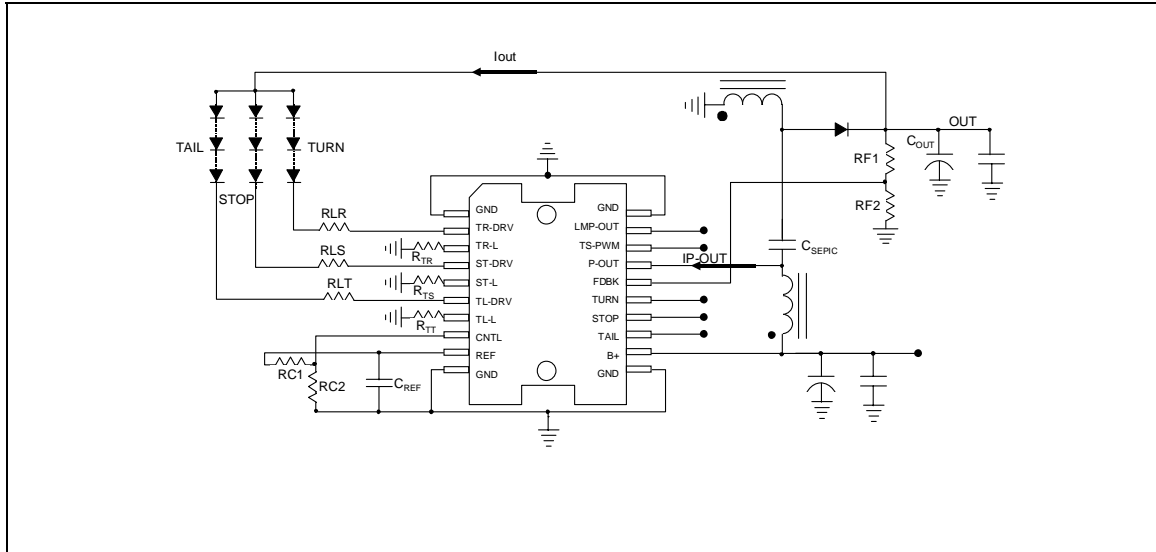 Iout
TAIL
TURN
STOP
OUT
COUT
RF1
RF2
CSEPIC
IP-OUT
RLR
RLS
RLT
RTR
RTS
RTT
RC1
RC2
CREF
GND
TR-DRV
TR-L
ST-DRV
ST-L
TL-DRV
TL-L
CNTL
REF
GND
GND
LMP-OUT
TS-PWM
P-OUT
FDBK
TURN
STOP
TAIL
B+
GND